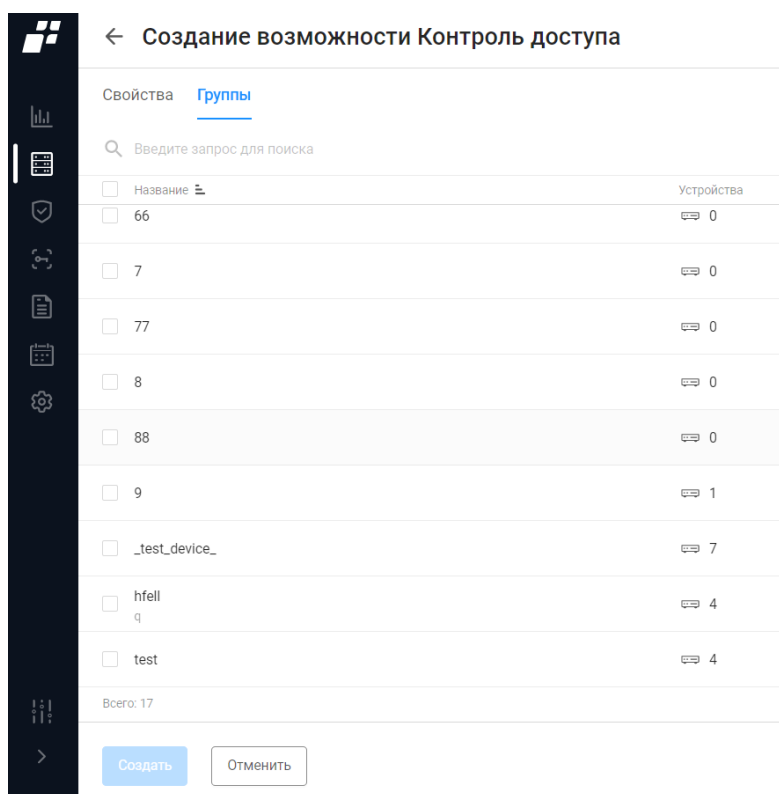 Создание возможности Контроль доступа
Свойства Группы
Введите запрос для поиска
Название Устройства
66 0
7 0
77 0
8 0
88 0
9 1
_test_device_ 7
hfell 4
q
test 4
Всего: 17
Создать Отменить